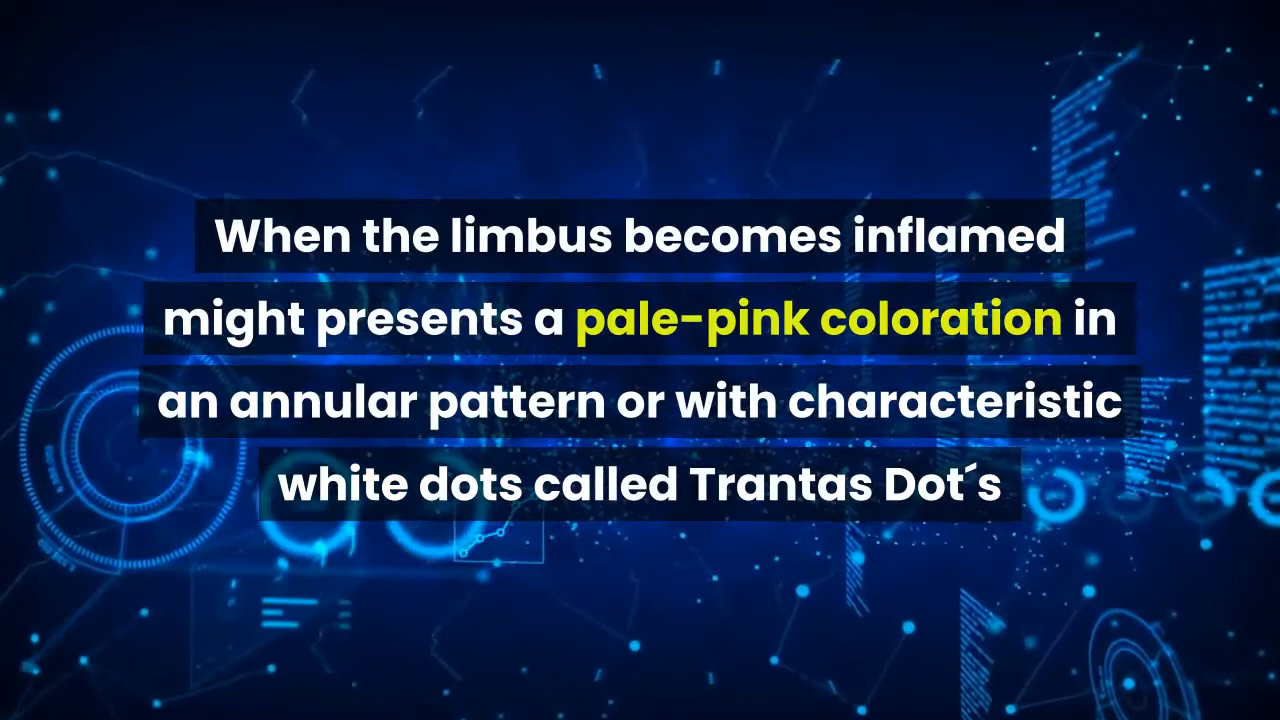 When the limbus becomes inflamed
might presents a pale-pink coloration in
an annular pattern or with characteristic
white dots called Trantas Dot´s